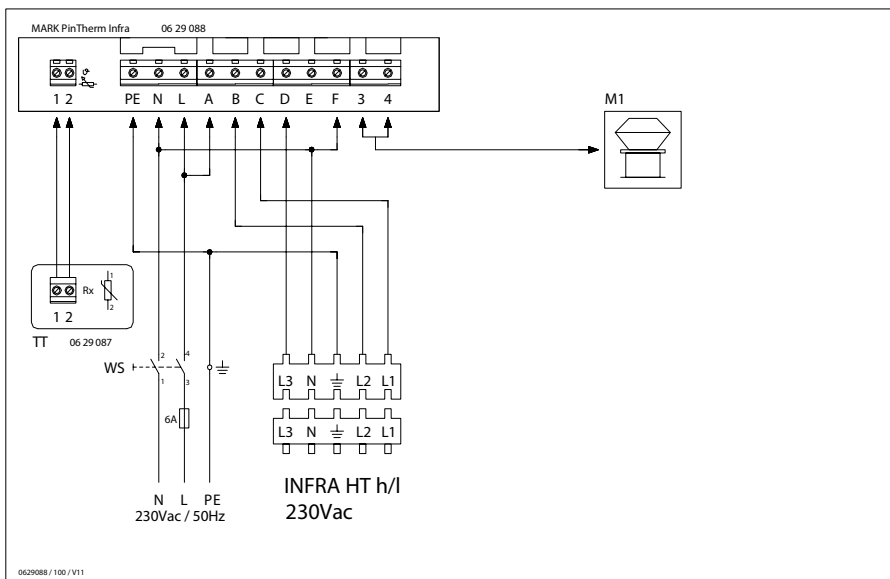 MARK PinTherm Infra 06 29 088
1 2 PE N L A B C D E F 3 4
M1
Rx 1
2
1 2
TT 06 29 087
WS 2 4
1 3
6A
L3 N L2 L1
L3 N L2 L1
N L PE
230Vac / 50Hz
INFRA HT h/l
230Vac
0629088 / 100 / V11